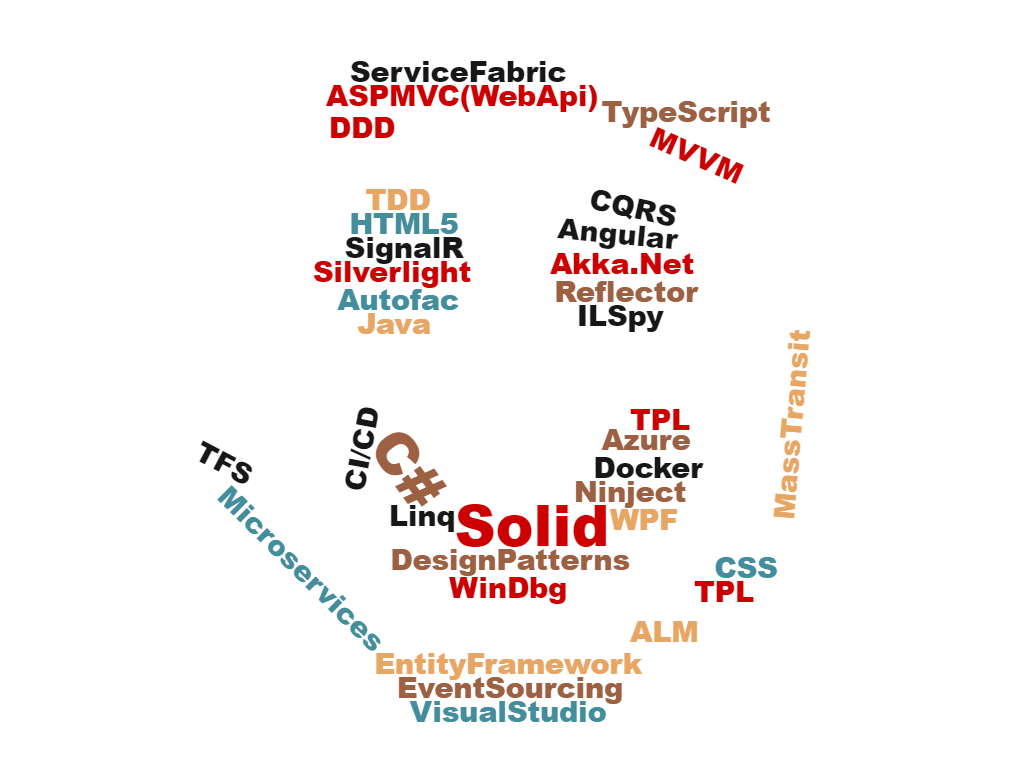 ServiceFabric
ASPMVC(WebApi)
TypeScript
DDD
MVVM
TDD
HTML5
SignalR
Silverlight
Autofac
Java
CQRS
Angular
Akka.Net
Reflector
ILSpy
MassTransit
CI/CD
C#
TPL
Azure
Docker
Ninject
TFS
Linq
Solid
WPF
DesignPatterns
WinDbg
Microservices
CSS
TPL
ALM
EntityFramework
EventSourcing
VisualStudio